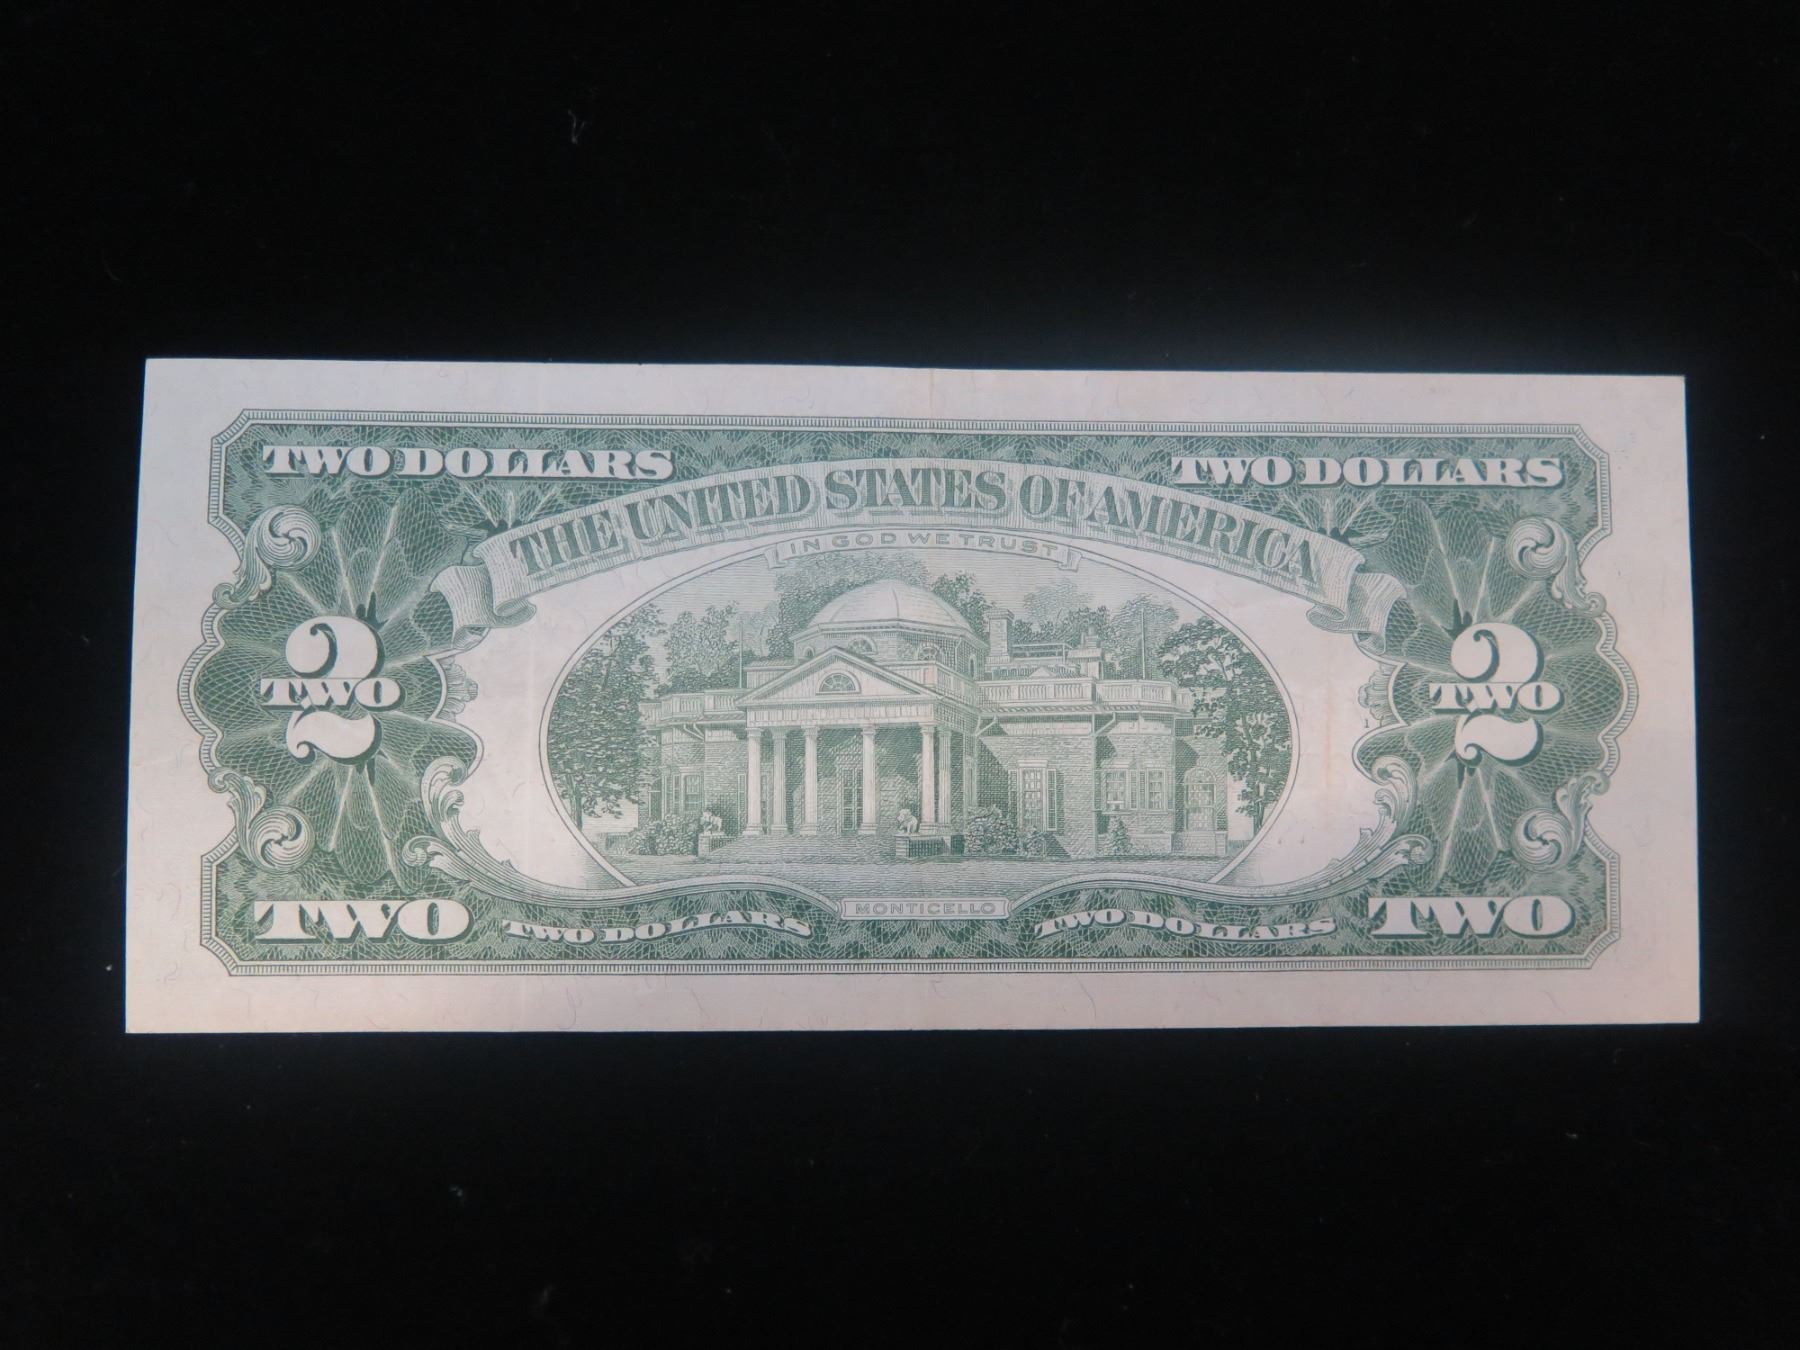 TWO DOLLARS
TWO DOLLARS
THE UNITED STATES OF AMERICA
IN GOD WE TRUST
2
TWO
2
TWO
1
MONTICELLO
TWO
TWO DOLLARS
TWO DOLLARS
TWO